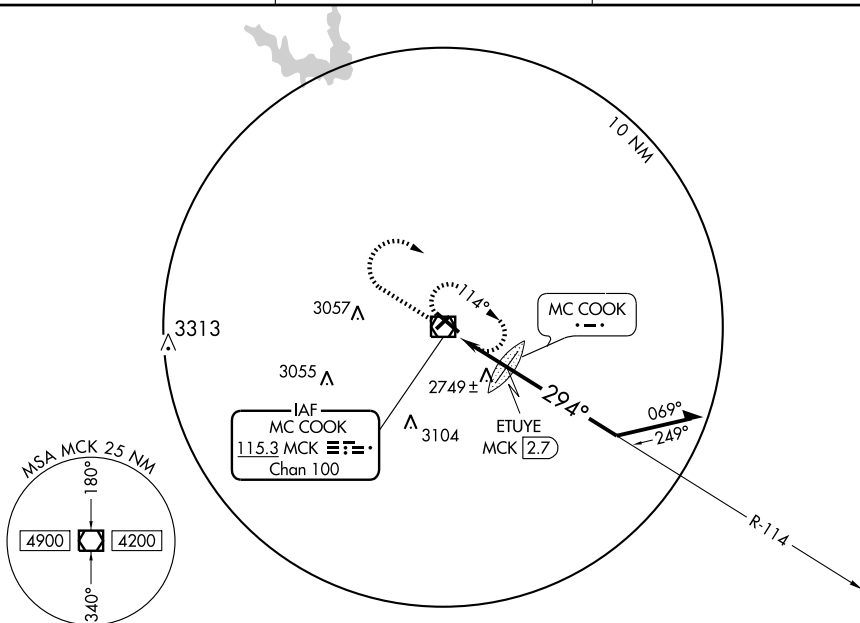 10 NM
114°
MC COOK
3057
3313
3055
2749 ±
294°
069°
249°
ETUYE
MCK 2.7
3104
IAF
MC COOK
115.3 MCK
Chan 100
R-114
MSA MCK 25 NM
180°
4900
4200
340°